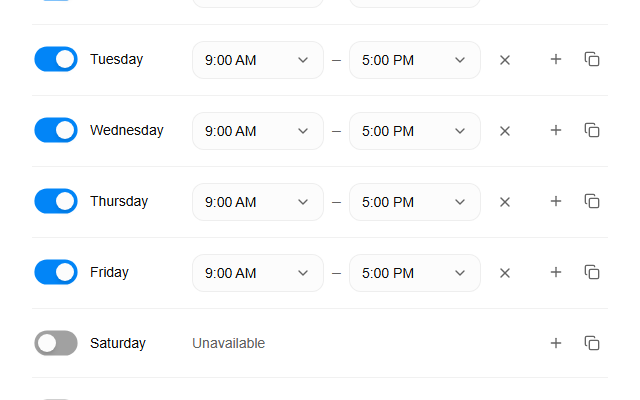 Tuesday 9:00 AM – 5:00 PM
Wednesday 9:00 AM – 5:00 PM
Thursday 9:00 AM – 5:00 PM
Friday 9:00 AM – 5:00 PM
Saturday Unavailable